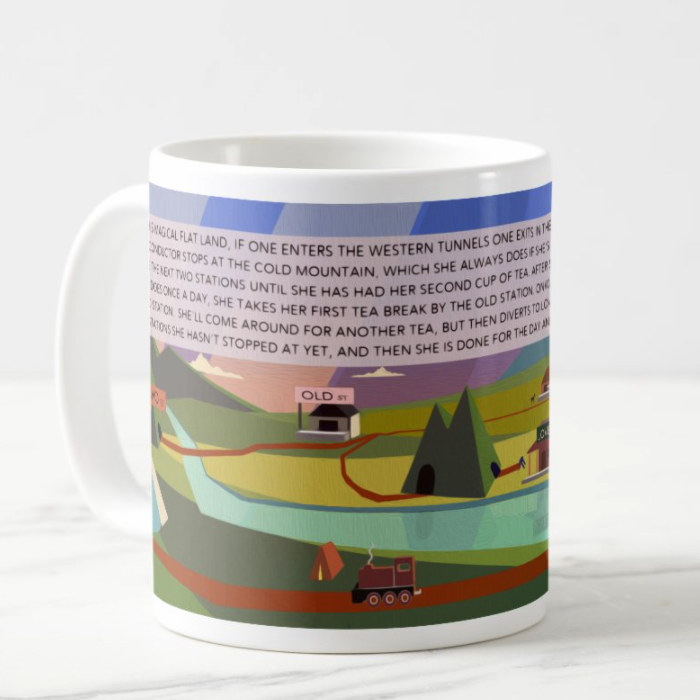 MAGICAL FLAT LAND, IF ONE ENTERS THE WESTERN TUNNELS ONE EXITS IN THE
CONDUCTOR STOPS AT THE COLD MOUNTAIN, WHICH SHE ALWAYS DOES IF SHE
THE NEXT TWO STATIONS UNTIL SHE HAS HAD HER SECOND CUP OF TEA. AFTER
DOES ONCE A DAY, SHE TAKES HER FIRST TEA BREAK BY THE OLD STATION. ON
STATION. SHE LL COME AROUND FOR ANOTHER TEA, BUT THEN DIVERTS TO
STATIONS SHE HASN'T STOPPED AT YET, AND THEN SHE IS DONE FOR THE DAY
OLD ST